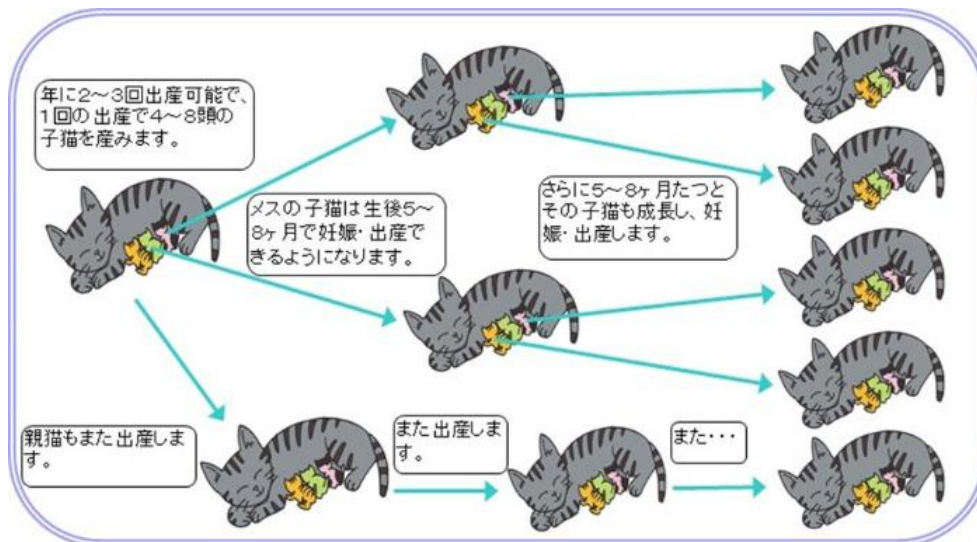 年に2～3回出産可能で、
1回の出産で4～8頭の
子猫を産みます。
メスの子猫は生後5～
8ヶ月で妊娠・出産で
きるようになります。
さらに5～8ヶ月たつと
その子猫も成長し、妊
娠・出産します。
親猫もまた出産しま
す。
また出産しま
す。
また・・・